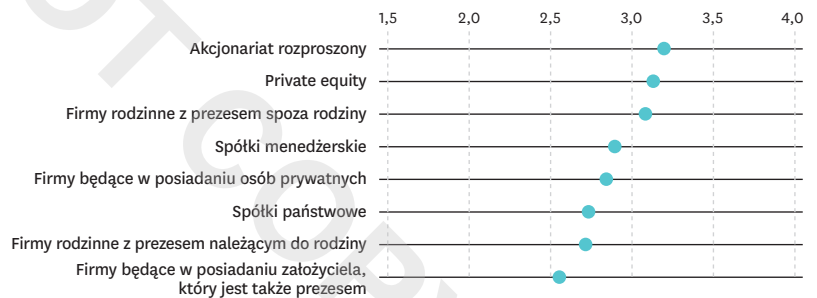 1,5 2,0 2,5 3,0 3,5 4,0
Akcjonariat rozproszony
Private equity
Firmy rodzinne z prezesem spoza rodziny
Spółki menedżerskie
Firmy będące w posiadaniu osób prywatnych
Spółki państwowe
Firmy rodzinne z prezesem należącym do rodziny
Firmy będące w posiadaniu założyciela,
który jest także prezesem